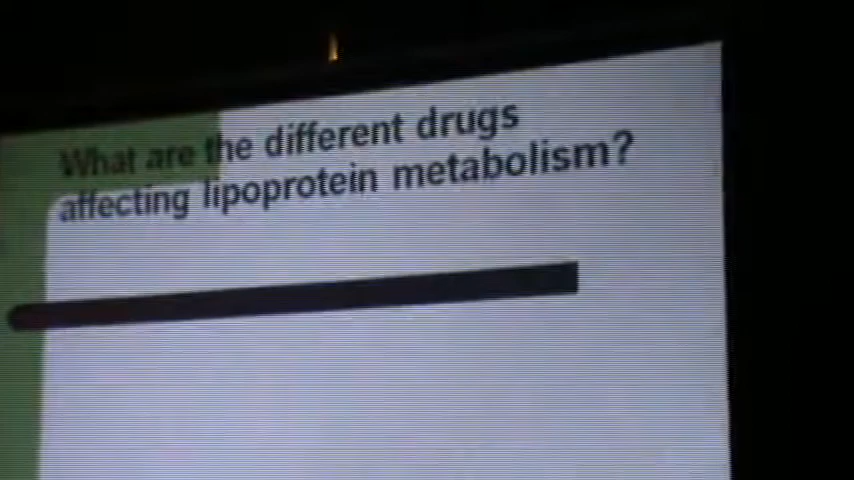 What are the different drugs
affecting lipoprotein metabolism?